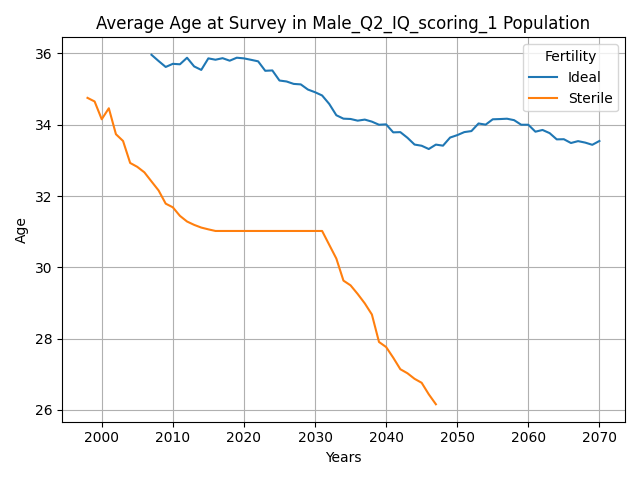 Average Age at Survey in Male_Q2_IQ_scoring_1 Population
Fertility
Ideal
Sterile
Age
36
34
32
30
28
26
2000 2010 2020 2030 2040 2050 2060 2070
Years